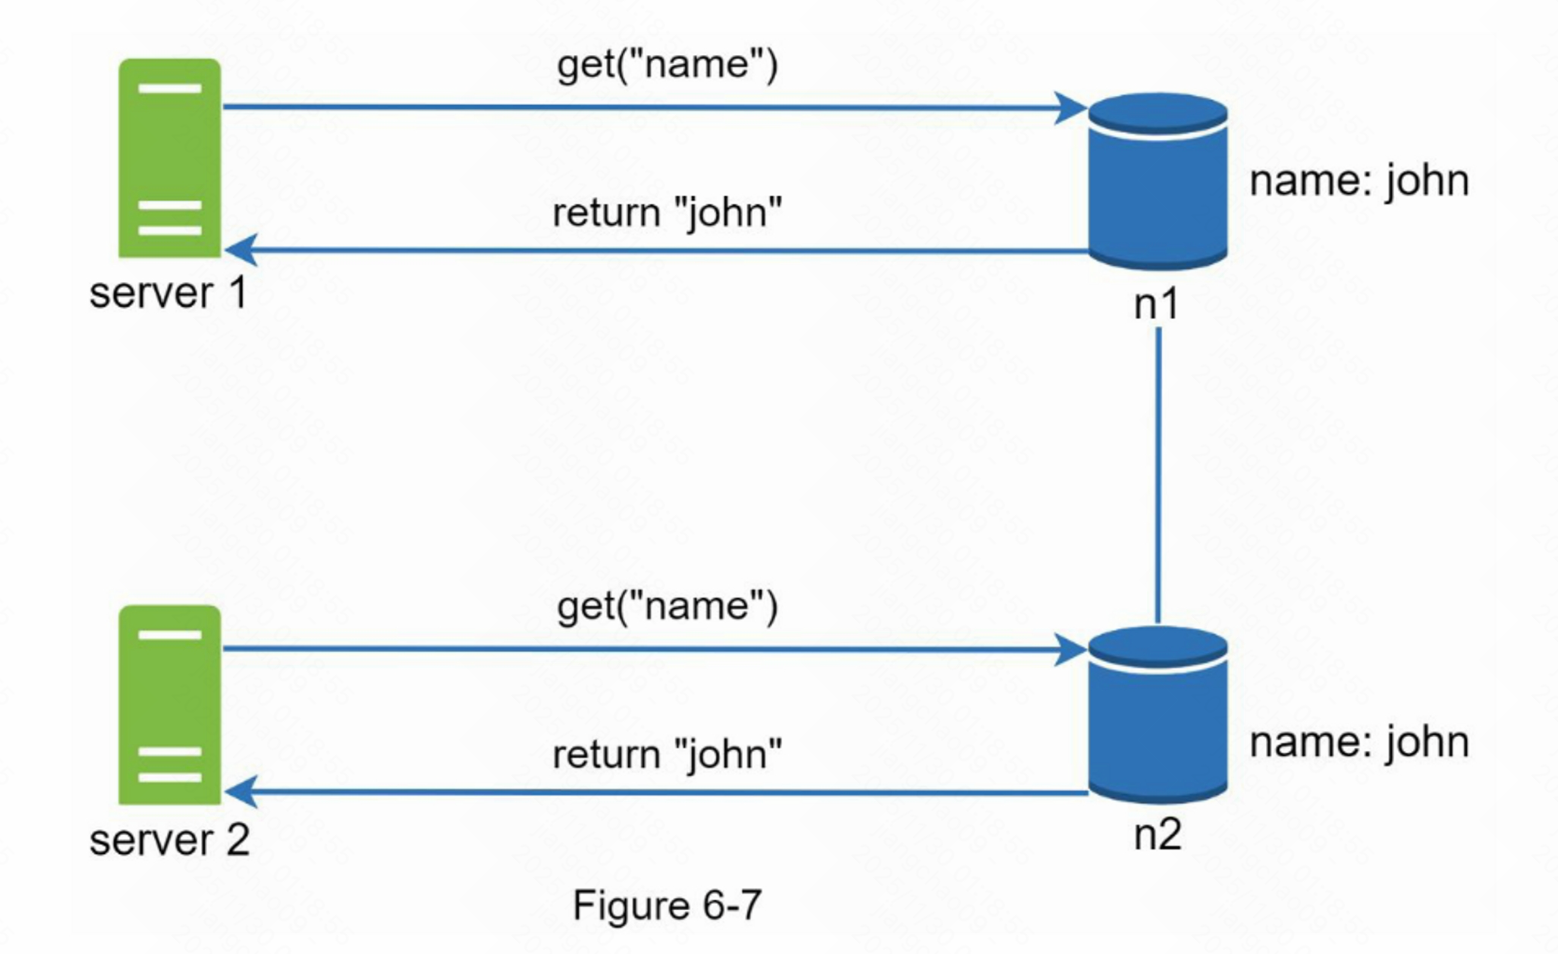 get("name")
name: john
return "john"
server 1
n1
get("name")
name: john
return "john"
server 2
n2
Figure 6-7